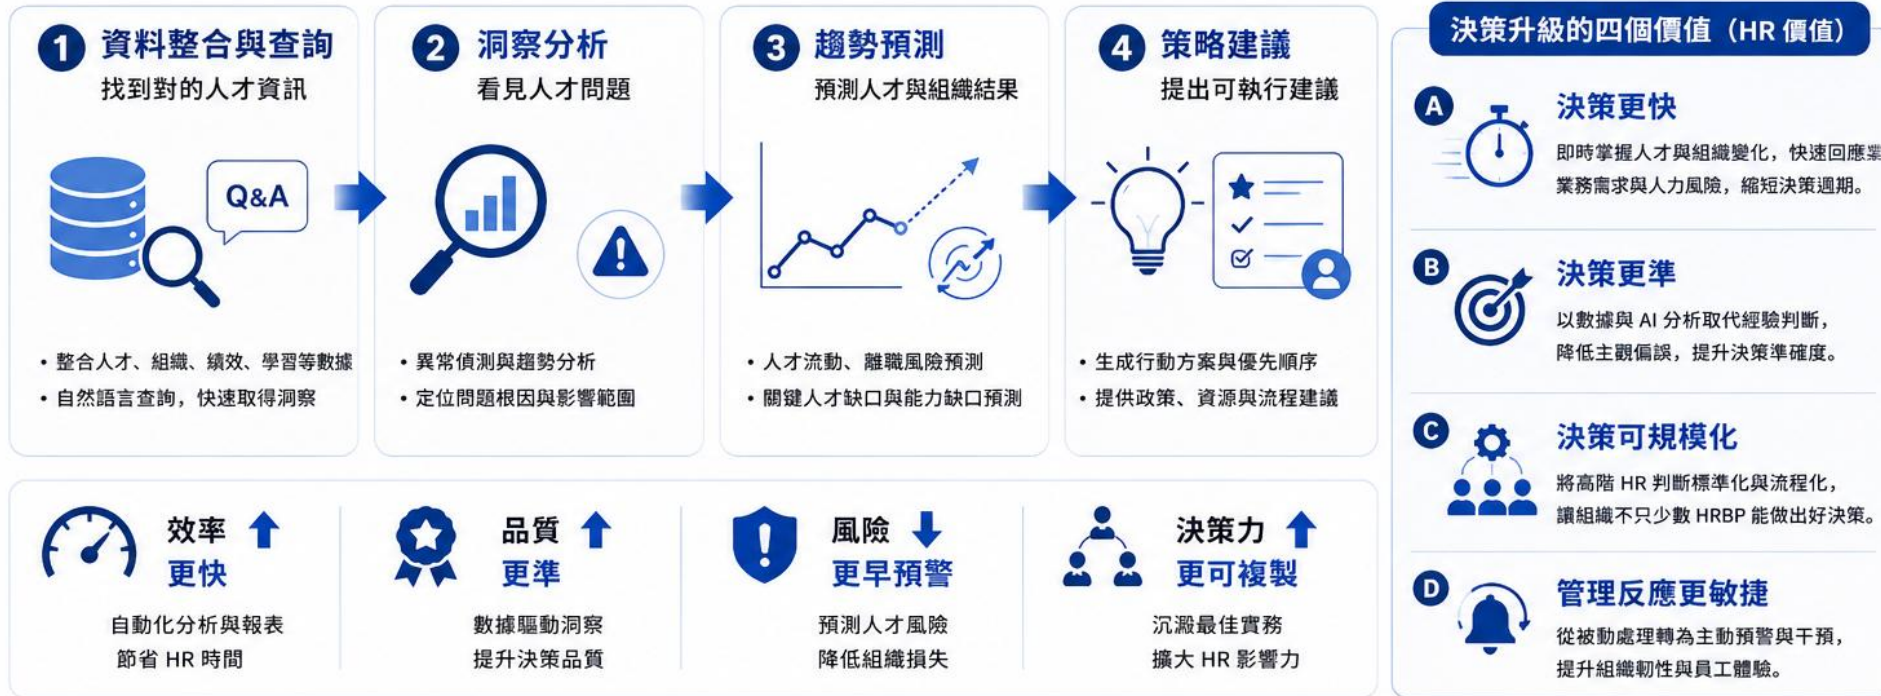 1 資料整合與查詢
找到對的人才資訊
Q&A
• 整合人才、組織、績效、學習等數據
• 自然語言查詢，快速取得洞察
2 洞察分析
看見人才問題
• 異常偵測與趨勢分析
• 定位問題根因與影響範圍
3 趨勢預測
預測人才與組織結果
• 人才流動、離職風險預測
• 關鍵人才缺口與能力缺口預測
4 策略建議
提出可執行建議
• 生成行動方案與優先順序
• 提供政策、資源與流程建議
效率
更快
自動化分析與報表
節省 HR 時間
品質
更準
數據驅動洞察
提升決策品質
風險
更早預警
預測人才風險
降低組織損失
決策力
更可複製
沉澱最佳實務
擴大 HR 影響力
決策升級的四個價值（HR 價值）
A 決策更快
即時掌握人才與組織變化，快速回應業
業務需求與人力風險，縮短決策週期。
B 決策更準
以數據與 AI 分析取代經驗判斷，
降低主觀偏誤，提升決策準確度。
C 決策可規模化
將高階 HR 判斷標準化與流程化，
讓組織不只少數 HRBP 能做出好決策。
D 管理反應更敏捷
從被動處理轉為主動預警與干預，
提升組織韌性與員工體驗。